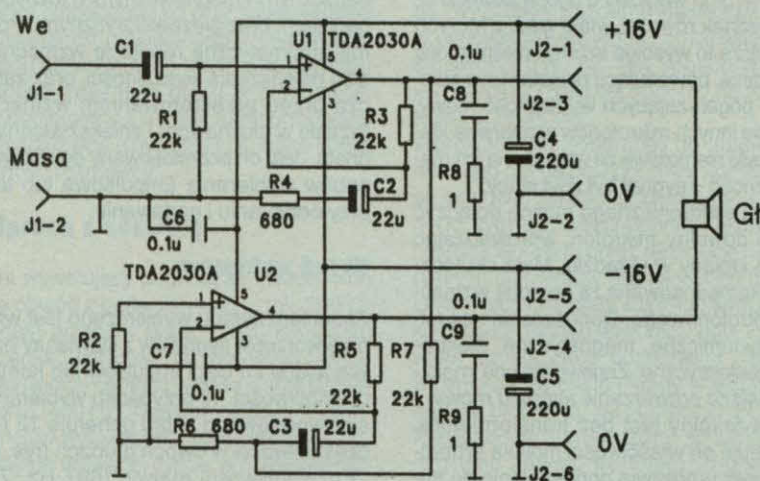 We
J1-1
C1
22u
U1
TDA2030A
1
2
5
4
3
R1
22k
R3
22k
0.1u
C8
R8
1
C4
220u
+16V
J2-1
J2-3
0V
J2-2
Masa
J1-2
R4
680
C2
22u
C6
0.1u
TDA2030A
U2
1
2
5
4
3
R2
22k
C7
0.1u
R5
22k
R7
22k
R6
680
C3
22u
0.1u
C9
R9
1
C5
220u
-16V
J2-5
J2-4
0V
J2-6